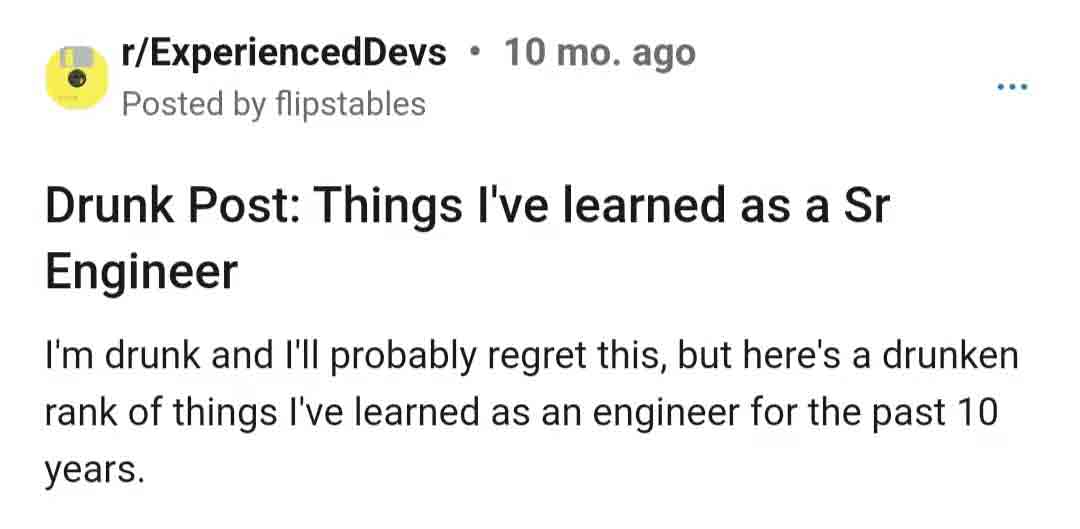 r/ExperiencedDevs • 10 mo. ago
Posted by flipstables
Drunk Post: Things I've learned as a Sr
Engineer
I'm drunk and I'll probably regret this, but here's a drunken
rank of things I've learned as an engineer for the past 10
years.